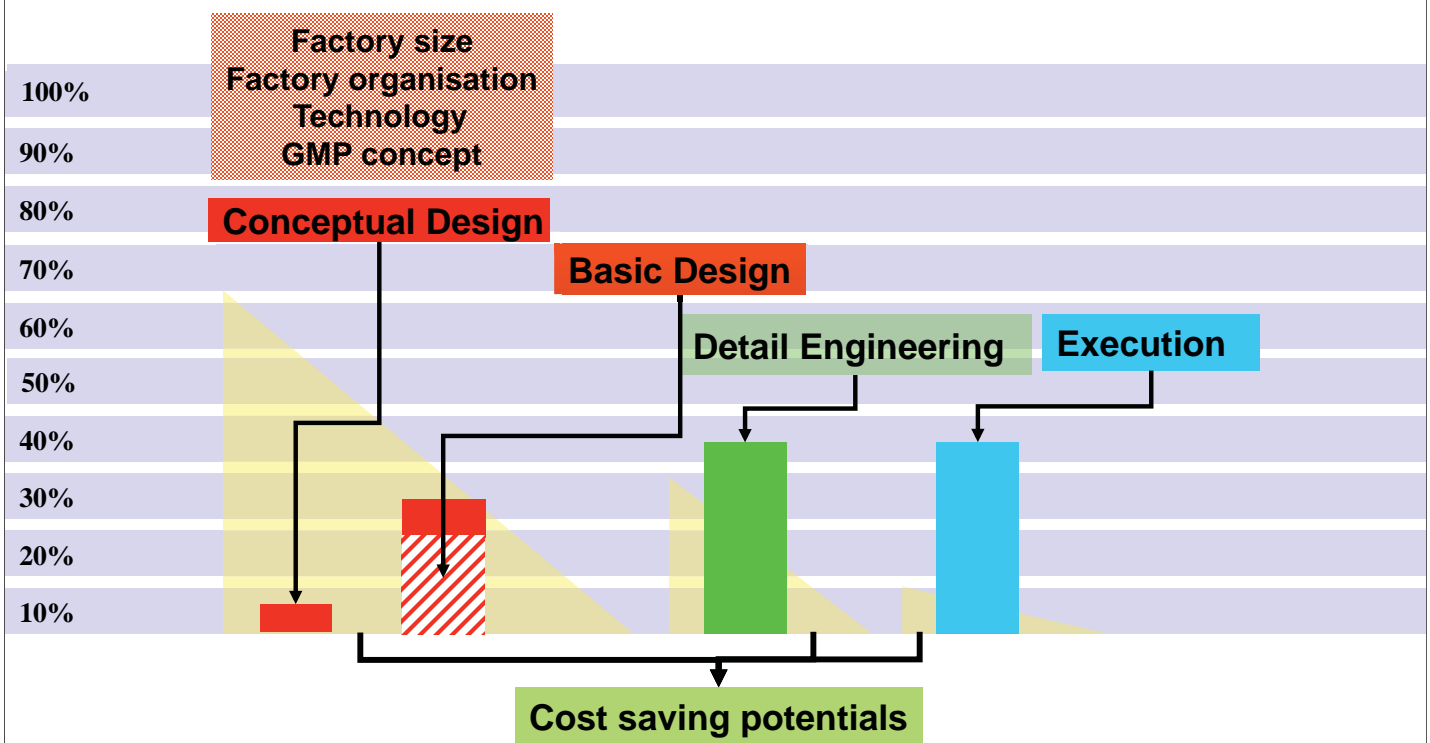 Factory size
Factory organisation
Technology
GMP concept
100%
90%
80%
Conceptual Design
70%
Basic Design
60%
Detail Engineering
Execution
50%
40%
30%
20%
10%
Cost saving potentials